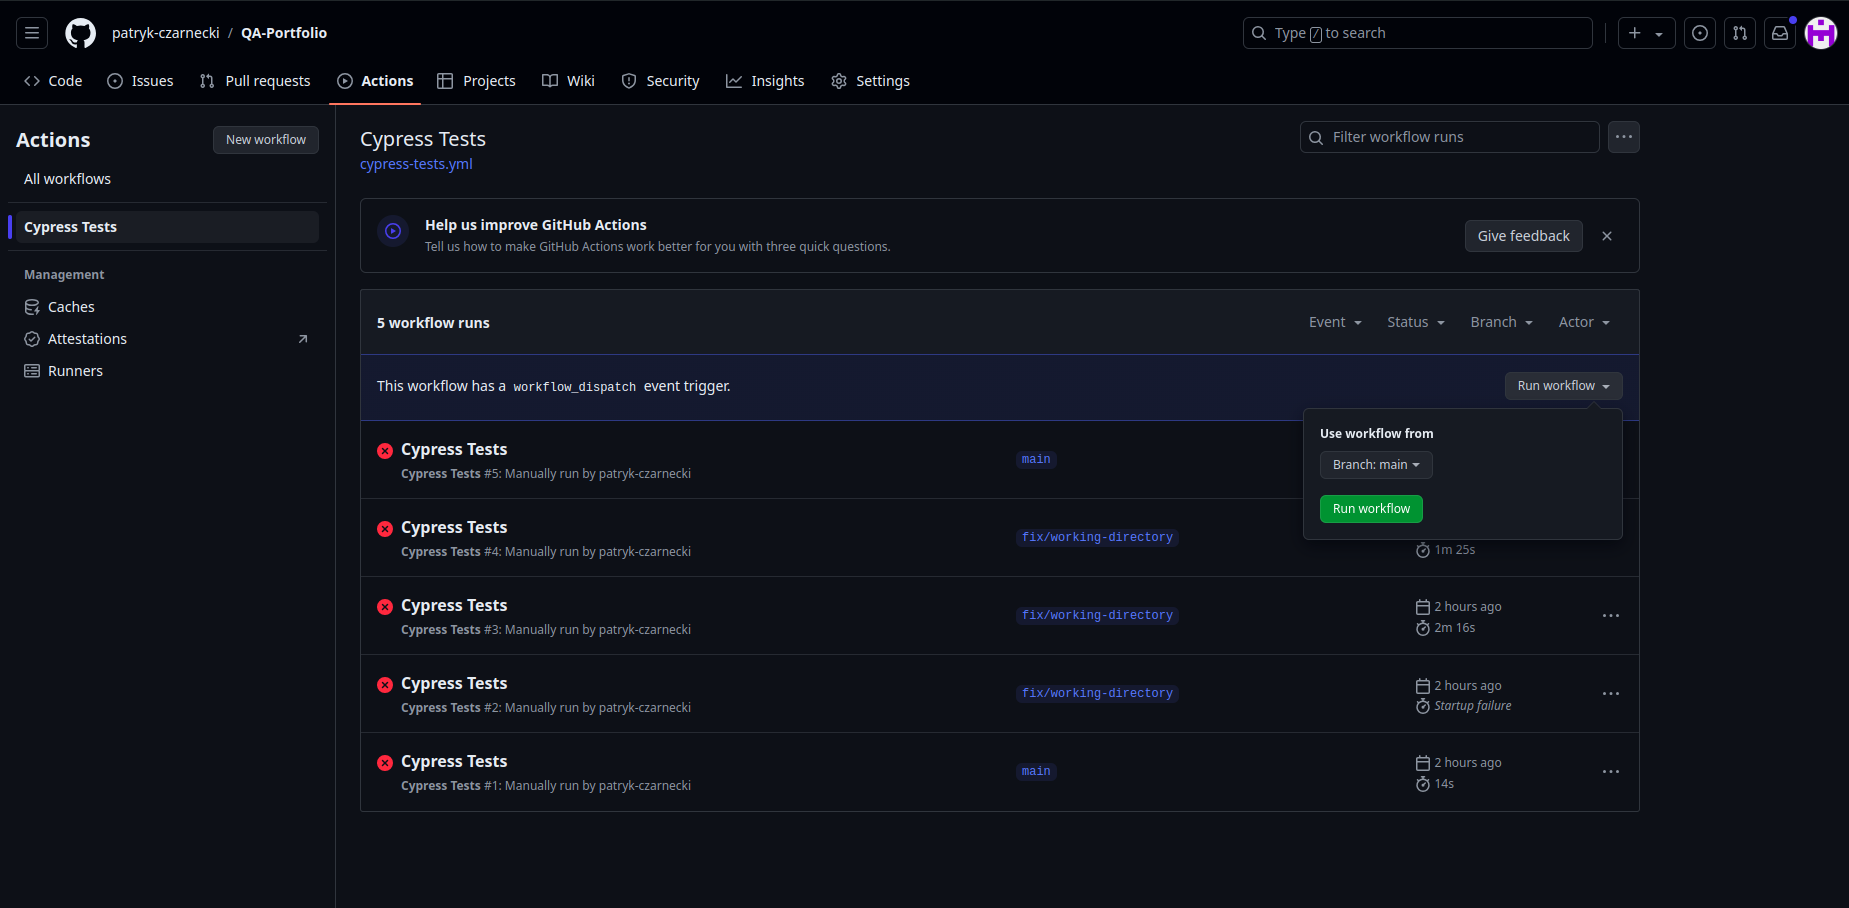 patryk-czarnecki / QA-Portfolio
Type / to search
Code Issues Pull requests Actions Projects Wiki Security Insights Settings
Actions
New workflow
All workflows
Cypress Tests
Management
Caches
Attestations
Runners
Cypress Tests
cypress-tests.yml
Filter workflow runs
Help us improve GitHub Actions
Tell us how to make GitHub Actions work better for you with three quick questions.
Give feedback
5 workflow runs
Event Status Branch Actor
This workflow has a workflow_dispatch event trigger.
Run workflow
Use workflow from
Branch: main
Run workflow
Cypress Tests
Cypress Tests #5: Manually run by patryk-czarnecki
main
Cypress Tests
Cypress Tests #4: Manually run by patryk-czarnecki
fix/working-directory
1m 25s
Cypress Tests
Cypress Tests #3: Manually run by patryk-czarnecki
fix/working-directory
2 hours ago
2m 16s
Cypress Tests
Cypress Tests #2: Manually run by patryk-czarnecki
fix/working-directory
2 hours ago
Startup failure
Cypress Tests
Cypress Tests #1: Manually run by patryk-czarnecki
main
2 hours ago
14s